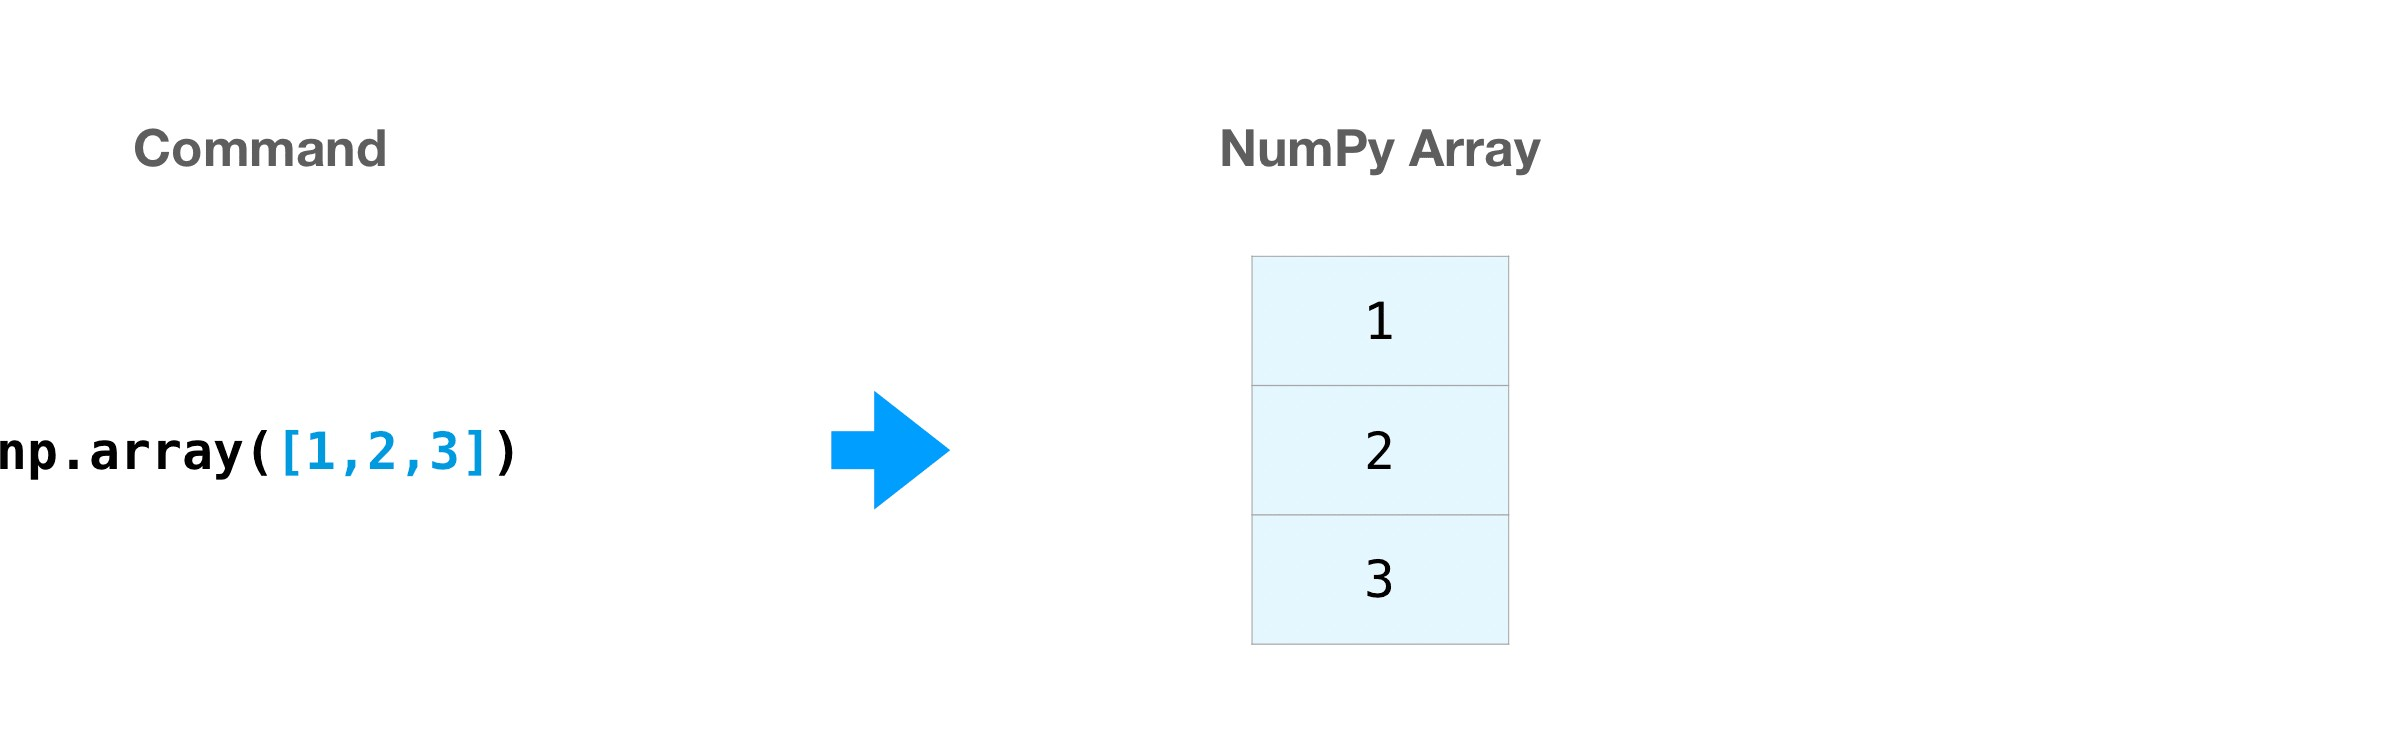 Command
NumPy Array
np.array([1,2,3])
1
2
3